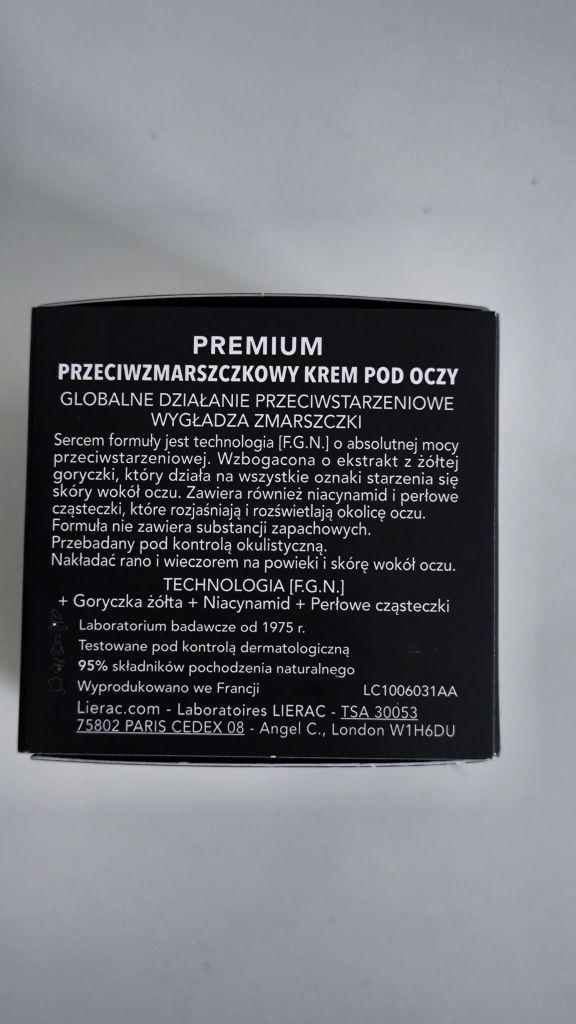 PREMIUM
PRZECIWZMARSZCZKOWY KREM POD OCZY
GLOBALNE DZIAŁANIE PRZECIWSTARZENIOWE
WYGŁADZA ZMARSZCZKI
Sercem formuły jest technologia [F.G.N.] o absolutnej mocy
przeciwstarzeniowej. Wzbogacona o ekstrakt z żółtej
goryczki, który działa na wszystkie oznaki starzenia się
skóry wokół oczu. Zawiera również niacynamid i perłowe
cząsteczki, które rozjaśniają i rozświetlają okolicę oczu.
Formuła nie zawiera substancji zapachowych.
Przebadany pod kontrolą okulistyczną.
Nakładać rano i wieczorem na powieki i skórę wokół oczu.
TECHNOLOGIA [F.G.N.]
+ Goryczka żółta + Niacynamid + Perłowe cząsteczki
Laboratorium badawcze od 1975 r.
Testowane pod kontrolą dermatologiczną
95% składników pochodzenia naturalnego
Wyprodukowano we Francji LC1006031AA
Lierac.com - Laboratoires LIERAC - TSA 30053
75802 PARIS CEDEX 08 - Angel C., London W1H6DU